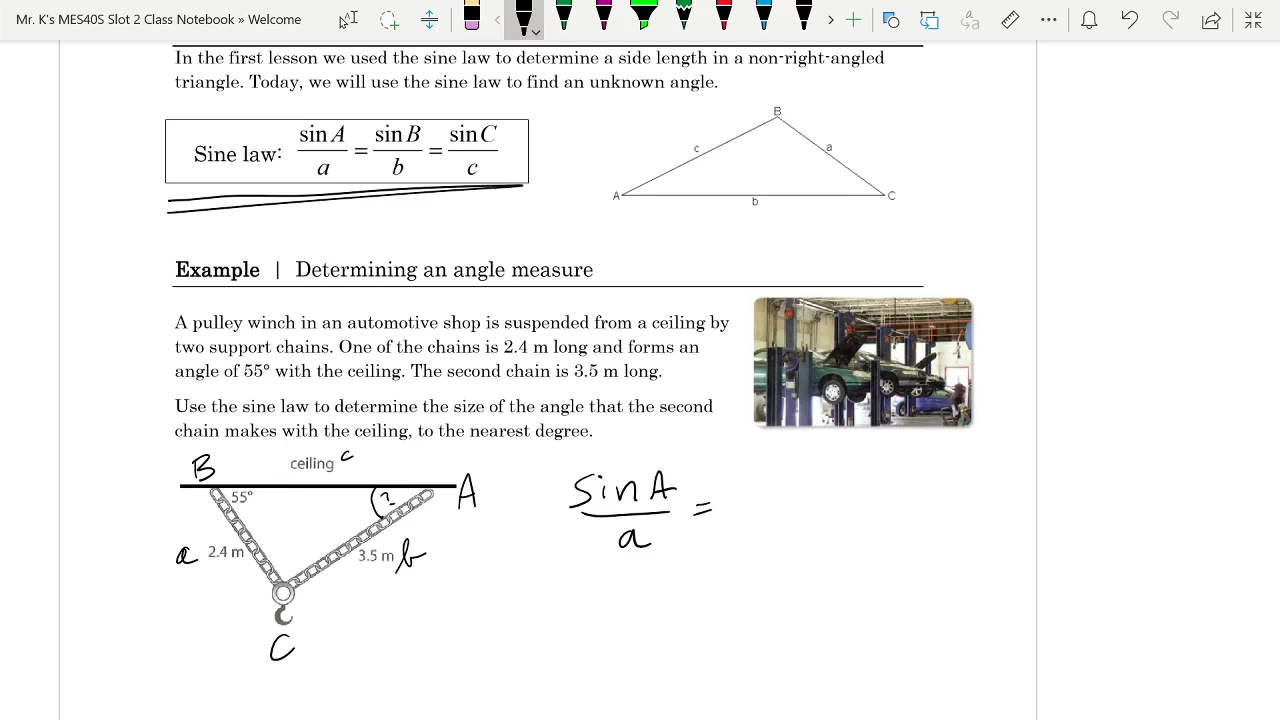 Mr. K's MES40S Slot 2 Class Notebook » Welcome
In the first lesson we used the sine law to determine a side length in a non-right-angled
triangle. Today, we will use the sine law to find an unknown angle.
Sine law: sin A / a = sin B / b = sin C / c
B
c
a
A
b
C
Example | Determining an angle measure
A pulley winch in an automotive shop is suspended from a ceiling by
two support chains. One of the chains is 2.4 m long and forms an
angle of 55° with the ceiling. The second chain is 3.5 m long.
Use the sine law to determine the size of the angle that the second
chain makes with the ceiling, to the nearest degree.
B
ceiling c
55°
?
A
a 2.4 m
3.5 m b
C
sin A / a =